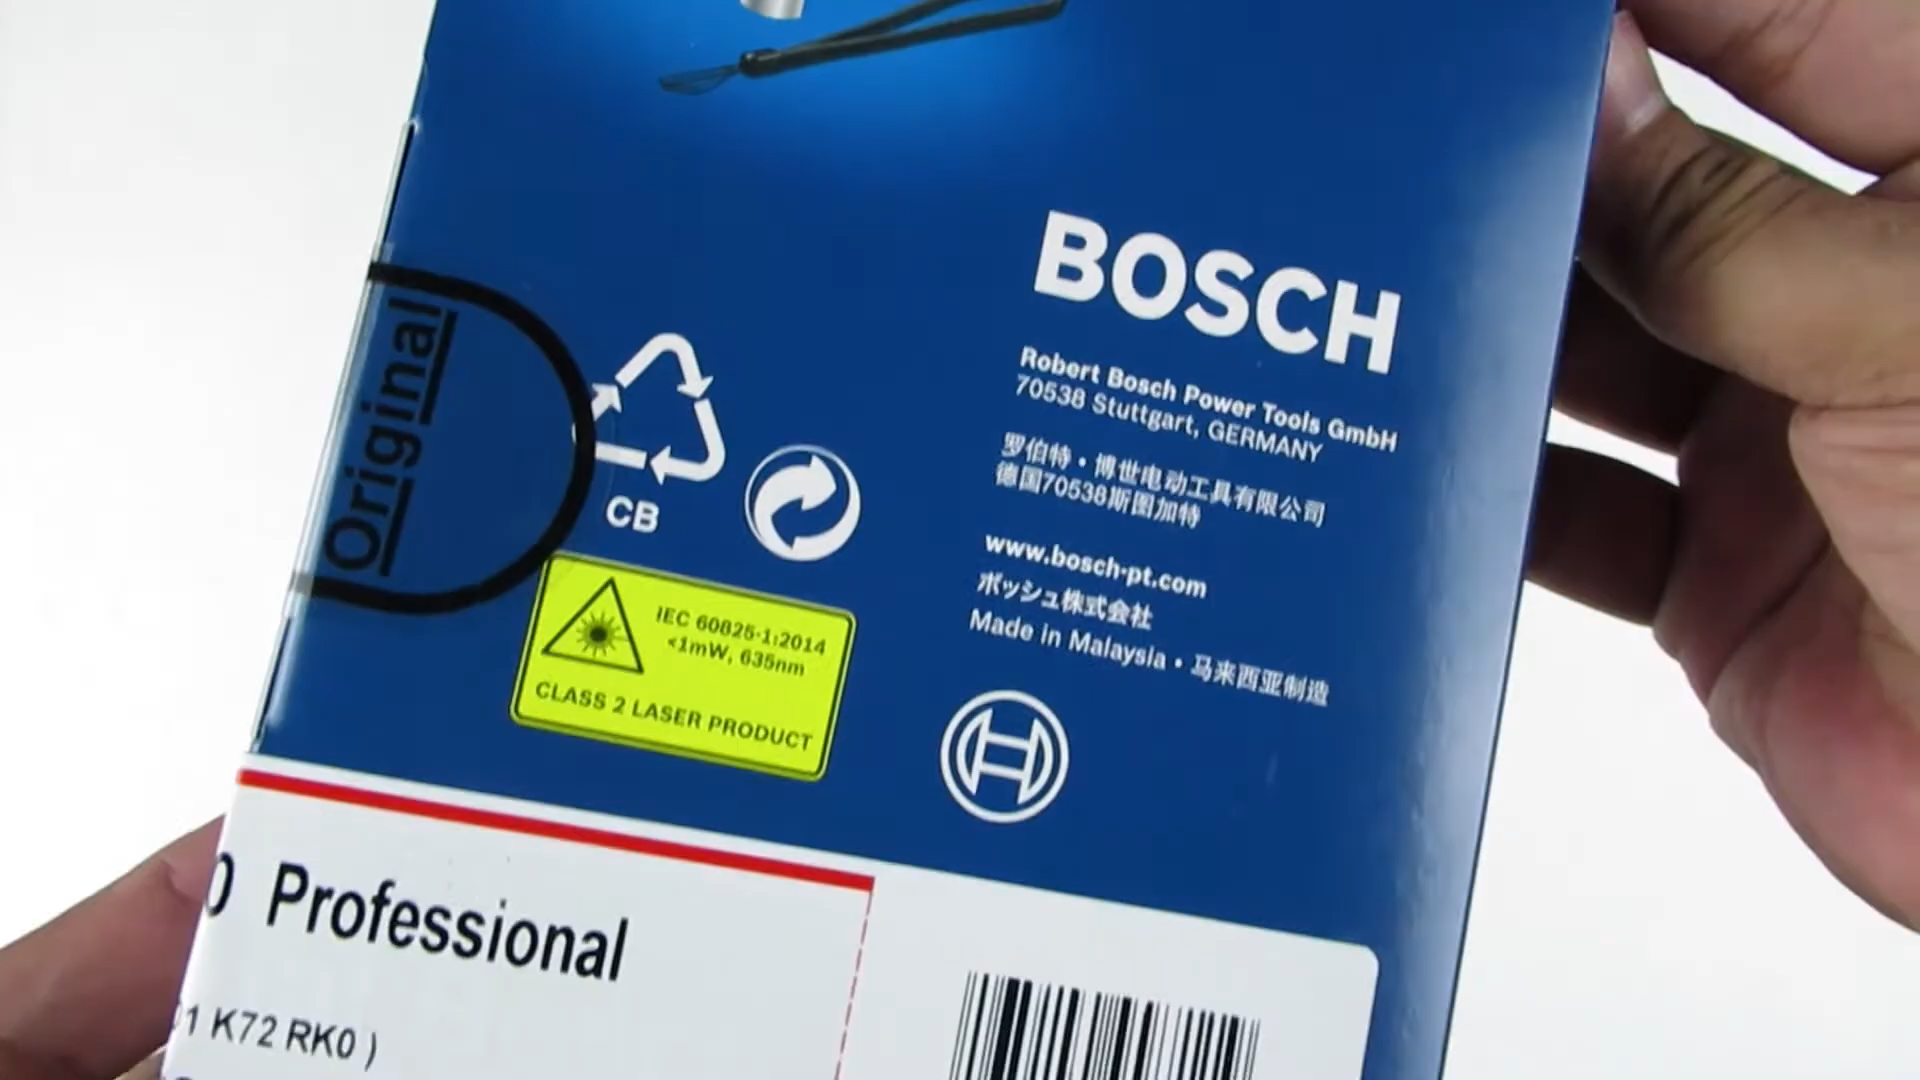 BOSCH
Robert Bosch Power Tools GmbH
70538 Stuttgart, GERMANY
罗伯特・博世电动工具有限公司
德国70538斯图加特
www.bosch-pt.com
ボッシュ株式会社
Made in Malaysia • 马来西亚制造
Original
CB
IEC 60825-1:2014
<1mW, 635nm
CLASS 2 LASER PRODUCT
0 Professional
1 K72 RK0 )